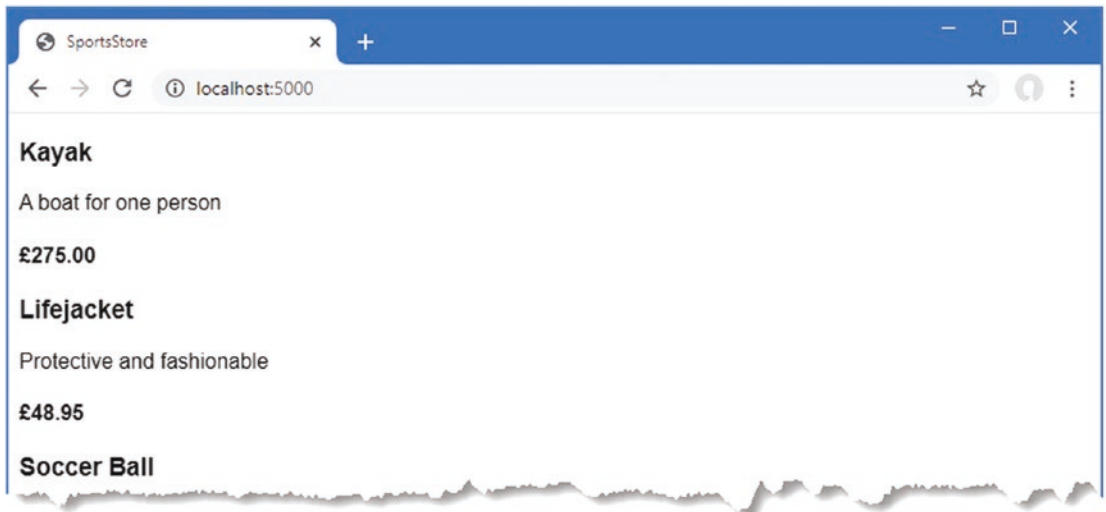 SportsStore
localhost:5000
Kayak
A boat for one person
£275.00
Lifejacket
Protective and fashionable
£48.95
Soccer Ball